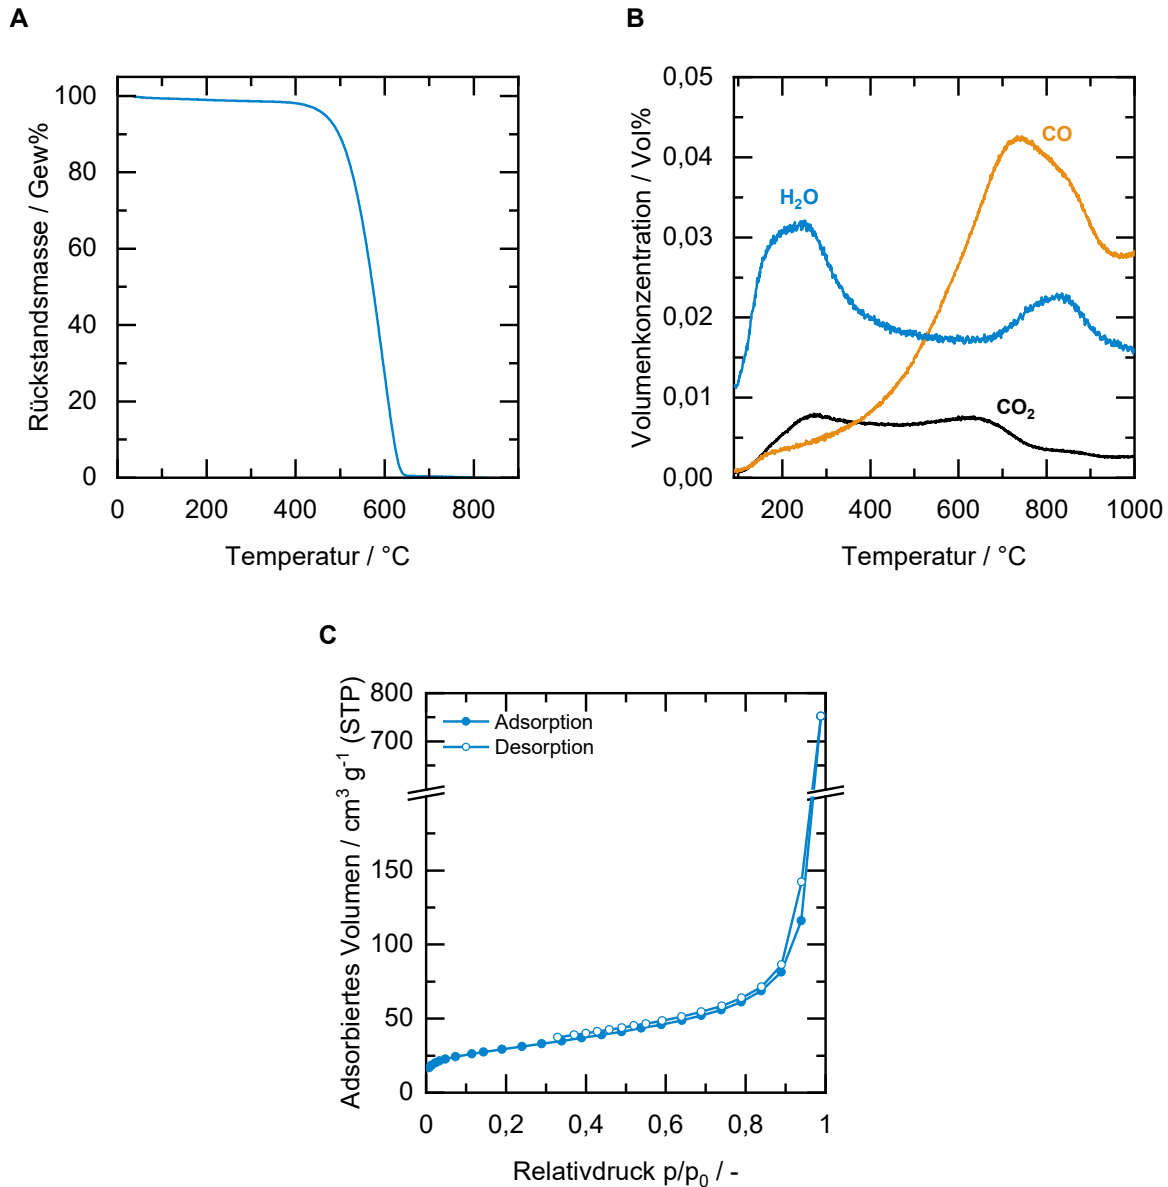 A
Rückstandsmasse / Gew%
100
80
60
40
20
0
0 200 400 600 800
Temperatur / °C
B
Volumenkonzentration / Vol%
0,05
0,04
0,03
0,02
0,01
0,00
CO
H₂O
CO₂
200 400 600 800 1000
Temperatur / °C
C
Adsorbiertes Volumen / cm³ g⁻¹ (STP)
800
700
150
100
50
0
Adsorption
Desorption
0 0,2 0,4 0,6 0,8 1
Relativdruck p/p₀ / -